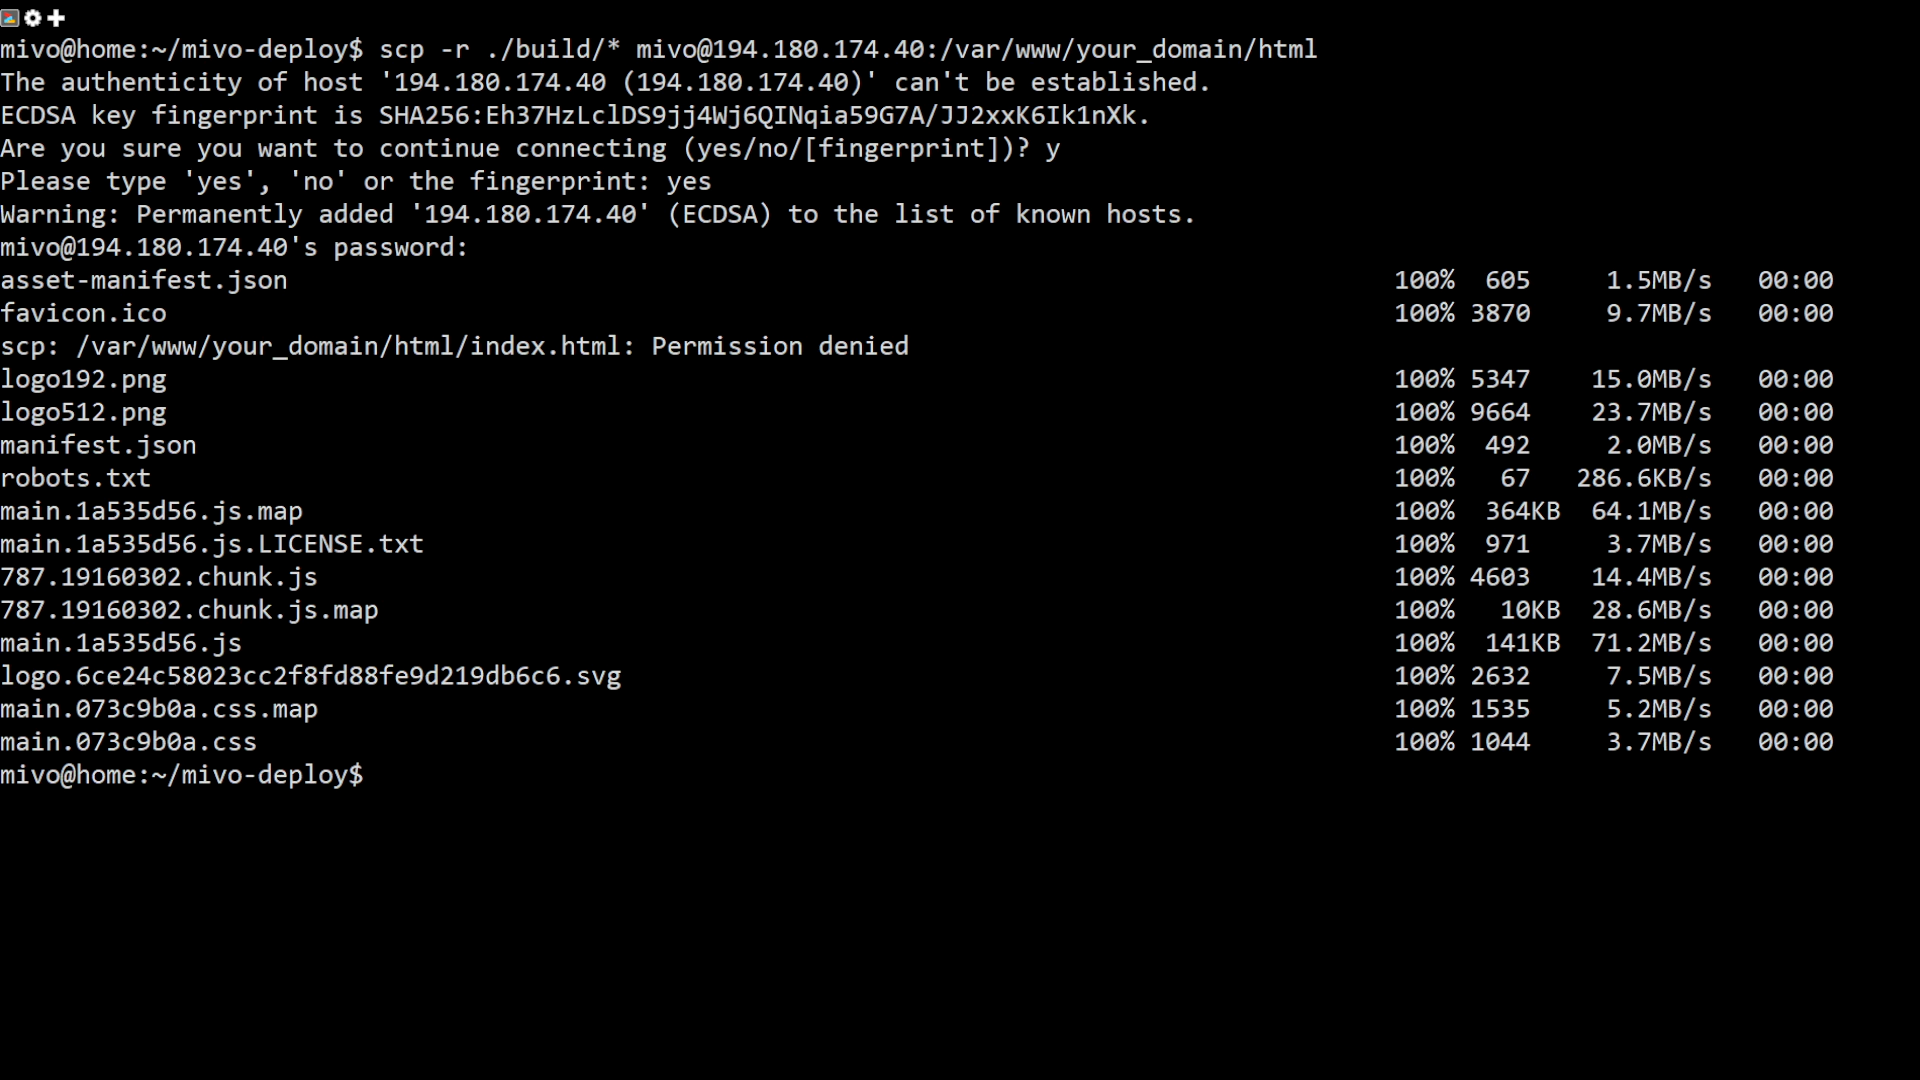 mivo@home:~/mivo-deploy$ scp -r ./build/* mivo@194.180.174.40:/var/www/your_domain/html
The authenticity of host '194.180.174.40 (194.180.174.40)' can't be established.
ECDSA key fingerprint is SHA256:Eh37HzLclDS9jj4Wj6QINqia59G7A/JJ2xxK6Ik1nXk.
Are you sure you want to continue connecting (yes/no/[fingerprint])? y
Please type 'yes', 'no' or the fingerprint: yes
Warning: Permanently added '194.180.174.40' (ECDSA) to the list of known hosts.
mivo@194.180.174.40's password:
asset-manifest.json 100% 605 1.5MB/s 00:00
favicon.ico 100% 3870 9.7MB/s 00:00
scp: /var/www/your_domain/html/index.html: Permission denied
logo192.png 100% 5347 15.0MB/s 00:00
logo512.png 100% 9664 23.7MB/s 00:00
manifest.json 100% 492 2.0MB/s 00:00
robots.txt 100% 67 286.6KB/s 00:00
main.1a535d56.js.map 100% 364KB 64.1MB/s 00:00
main.1a535d56.js.LICENSE.txt 100% 971 3.7MB/s 00:00
787.19160302.chunk.js 100% 4603 14.4MB/s 00:00
787.19160302.chunk.js.map 100% 10KB 28.6MB/s 00:00
main.1a535d56.js 100% 141KB 71.2MB/s 00:00
logo.6ce24c58023cc2f8fd88fe9d219db6c6.svg 100% 2632 7.5MB/s 00:00
main.073c9b0a.css.map 100% 1535 5.2MB/s 00:00
main.073c9b0a.css 100% 1044 3.7MB/s 00:00
mivo@home:~/mivo-deploy$